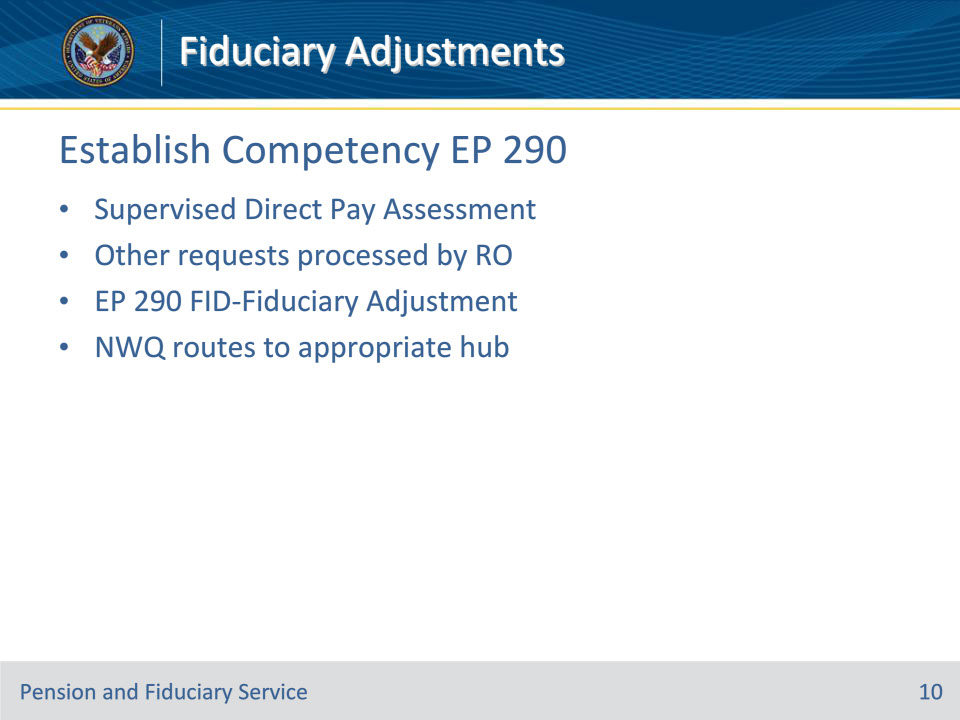 Fiduciary Adjustments
Establish Competency EP 290
• Supervised Direct Pay Assessment
• Other requests processed by RO
• EP 290 FID-Fiduciary Adjustment
• NWQ routes to appropriate hub
Pension and Fiduciary Service
10